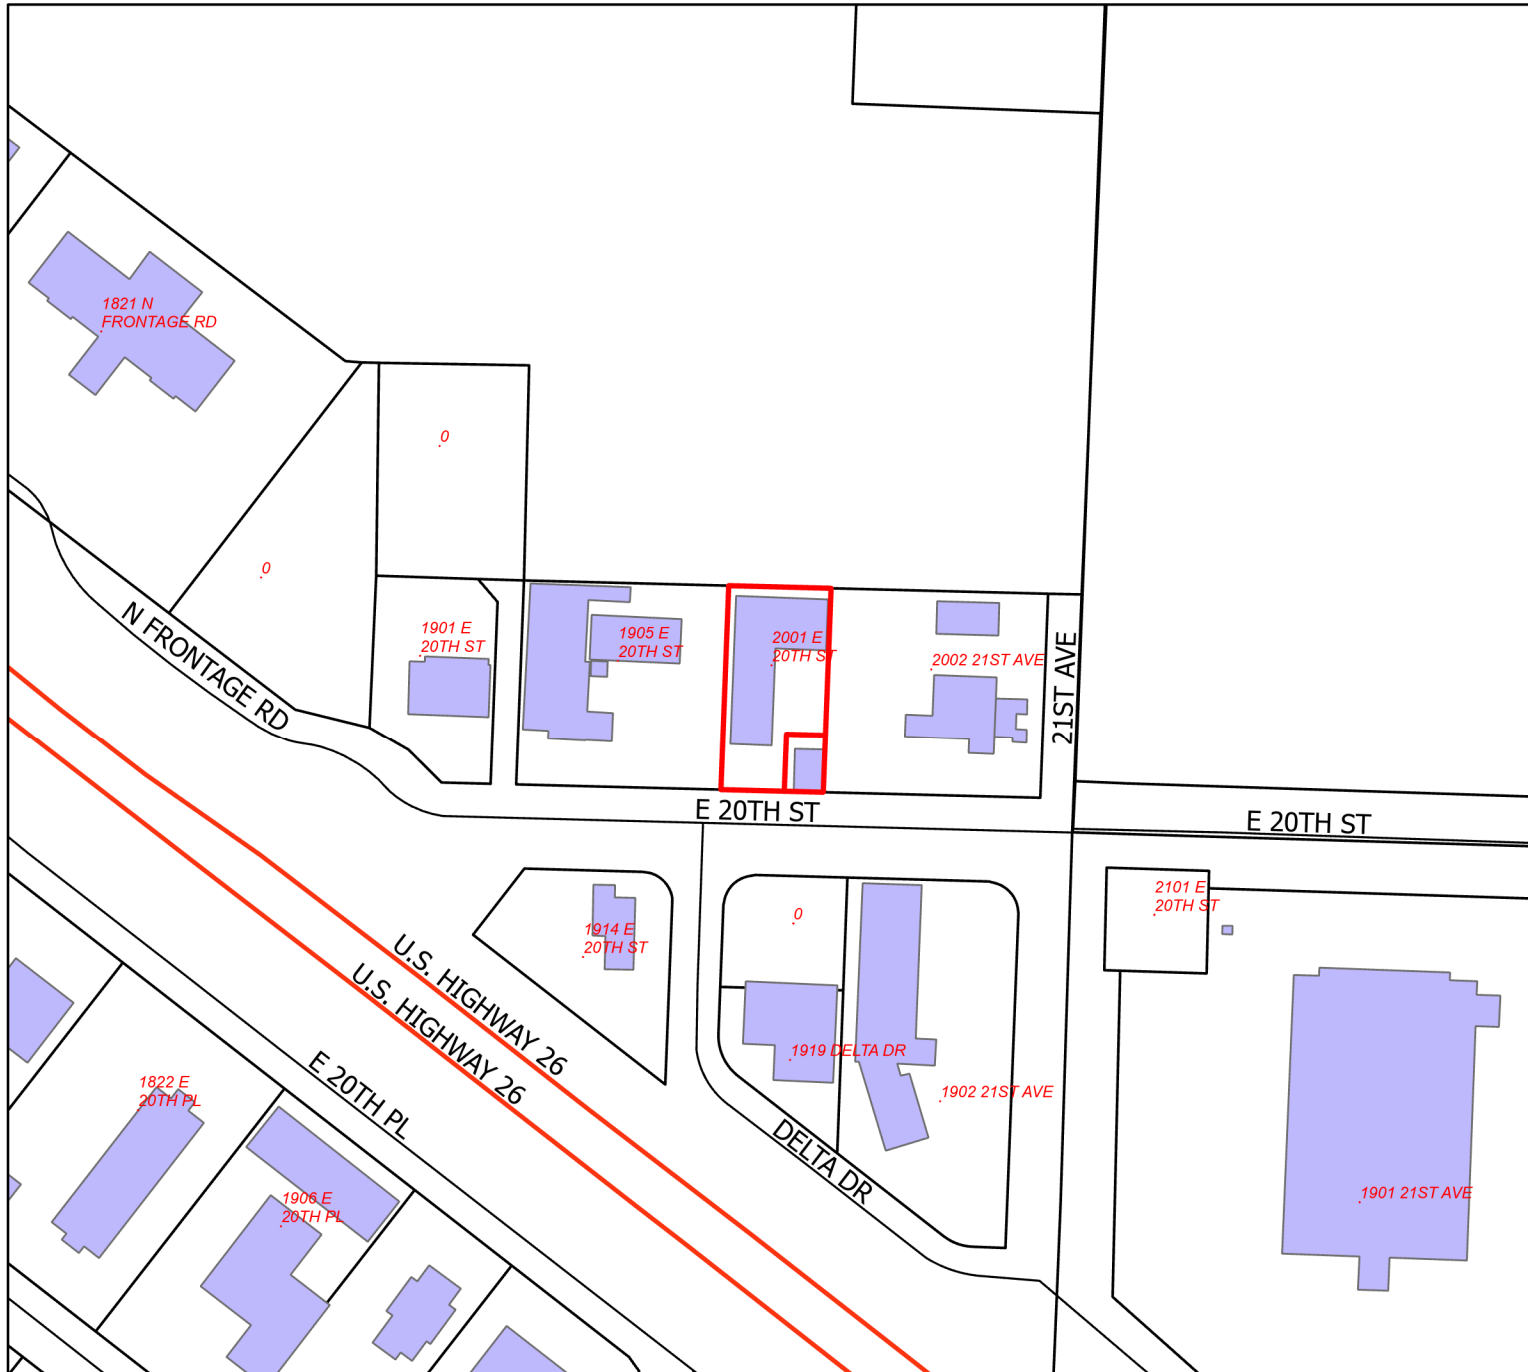 1821 N
FRONTAGE RD
0
0
N FRONTAGE RD
1901 E
20TH ST
1905 E
20TH ST
2001 E
20TH ST
2002 21ST AVE
21ST AVE
E 20TH ST
E 20TH ST
2101 E
20TH ST
0
1914 E
20TH ST
U.S. HIGHWAY 26
U.S. HIGHWAY 26
E 20TH PL
1919 DELTA DR
1902 21ST AVE
DELTA DR
1822 E
20TH PL
1906 E
20TH PL
1901 21ST AVE